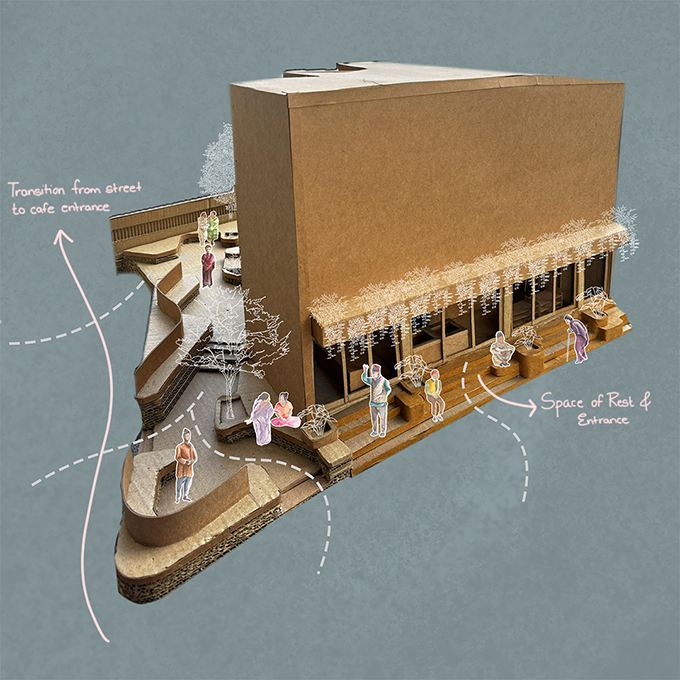 Transition from street
to cafe entrance
Space of Rest &
Entrance